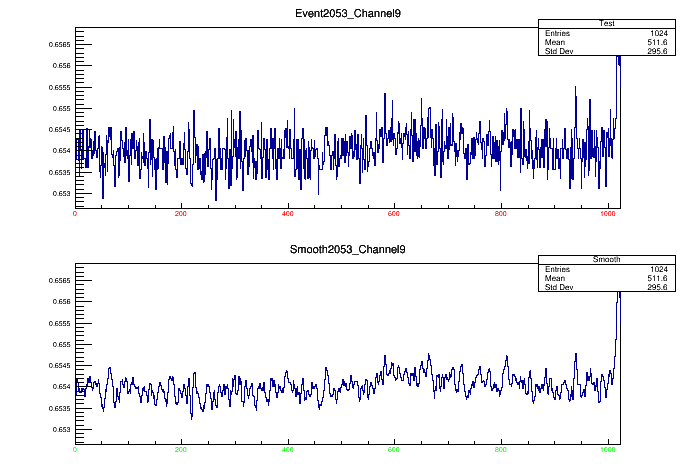 Event2053_Channel9
Test
Entries 1024
Mean 511.6
Std Dev 295.6
0.6565
0.656
0.6555
0.655
0.6545
0.654
0.6535
0.653
0 200 400 600 800 1000
Smooth2053_Channel9
Smooth
Entries 1024
Mean 511.6
Std Dev 295.6
0.6565
0.656
0.6555
0.655
0.6545
0.654
0.6535
0.653
0 200 400 600 800 1000